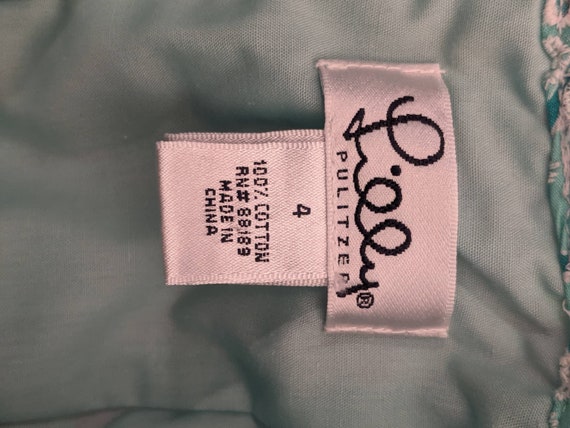 Lilly®
PULITZER
4
100% COTTON
RN# 88189
MADE IN
CHINA